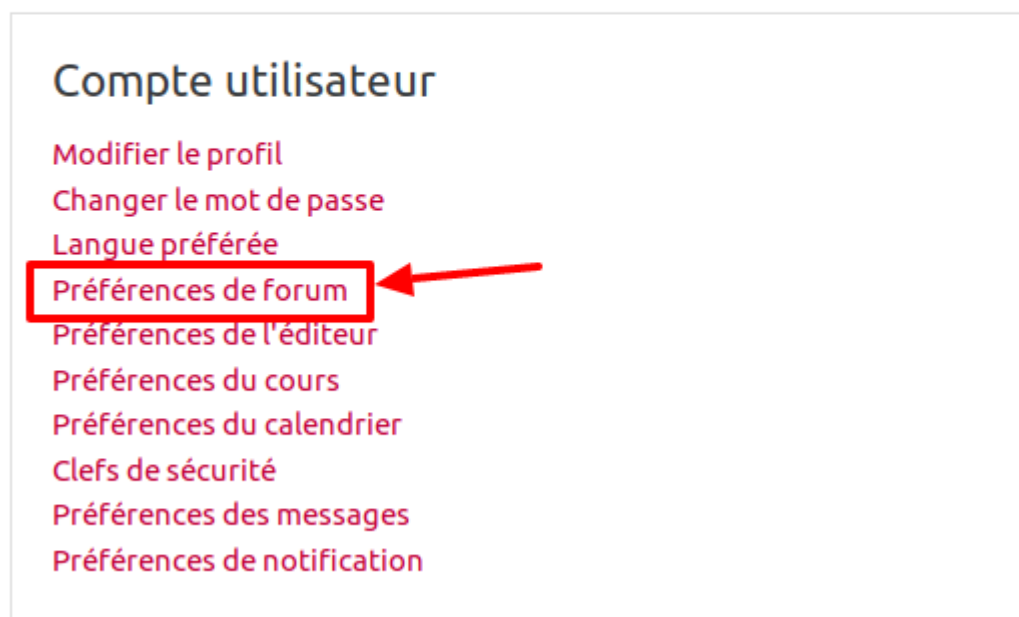 Compte utilisateur
Modifier le profil
Changer le mot de passe
Langue préférée
Préférences de forum
Préférences de l'éditeur
Préférences du cours
Préférences du calendrier
Clefs de sécurité
Préférences des messages
Préférences de notification